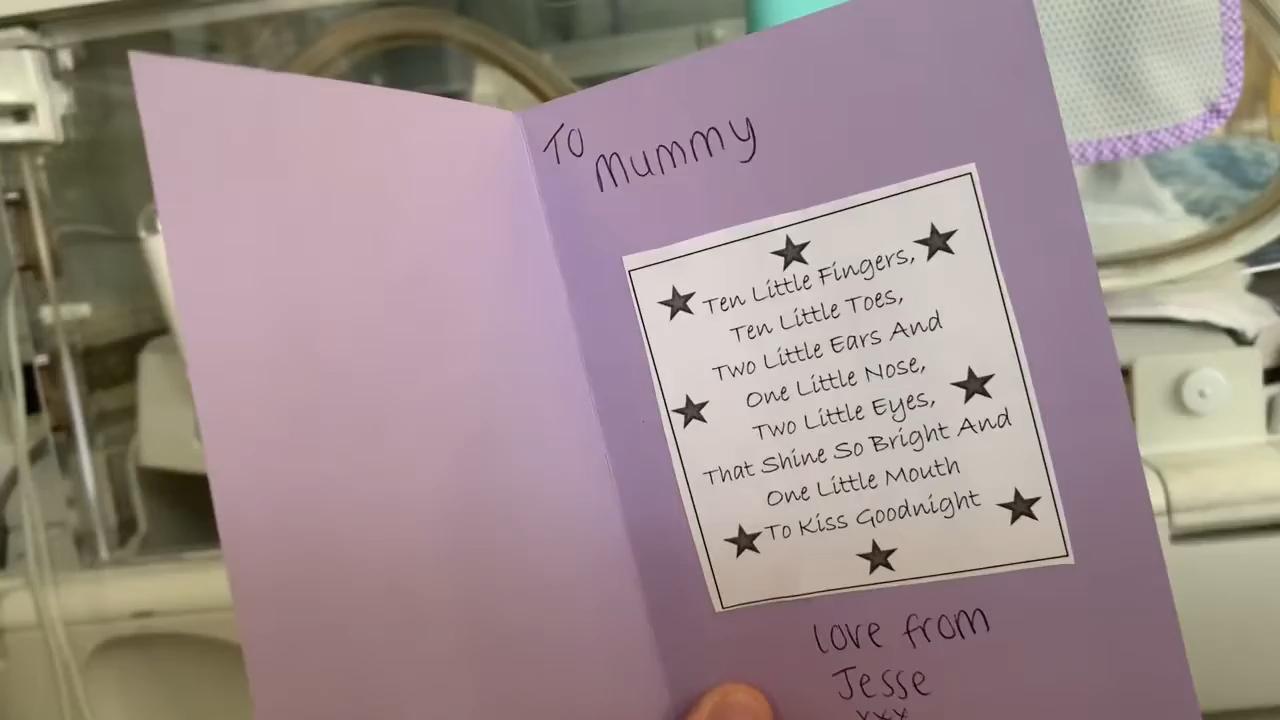 To
Mummy
Ten Little Fingers,
Ten Little Toes,
Two Little Ears And
One Little Nose,
Two Little Eyes,
That Shine So Bright And
One Little Mouth
To Kiss Goodnight
love from
Jesse
xxx